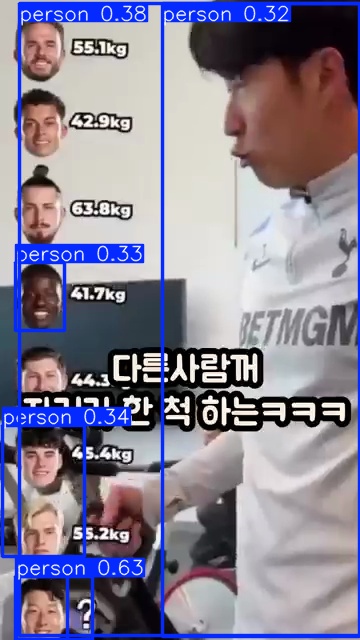 person 0.38
person 0.32
55.1kg
42.9kg
63.8kg
person 0.33
41.7kg
BETMGM
44.3
다른사람꺼
한 척 하는ㅋㅋㅋ
person 0.34
45.4kg
55.2kg
person 0.63
?